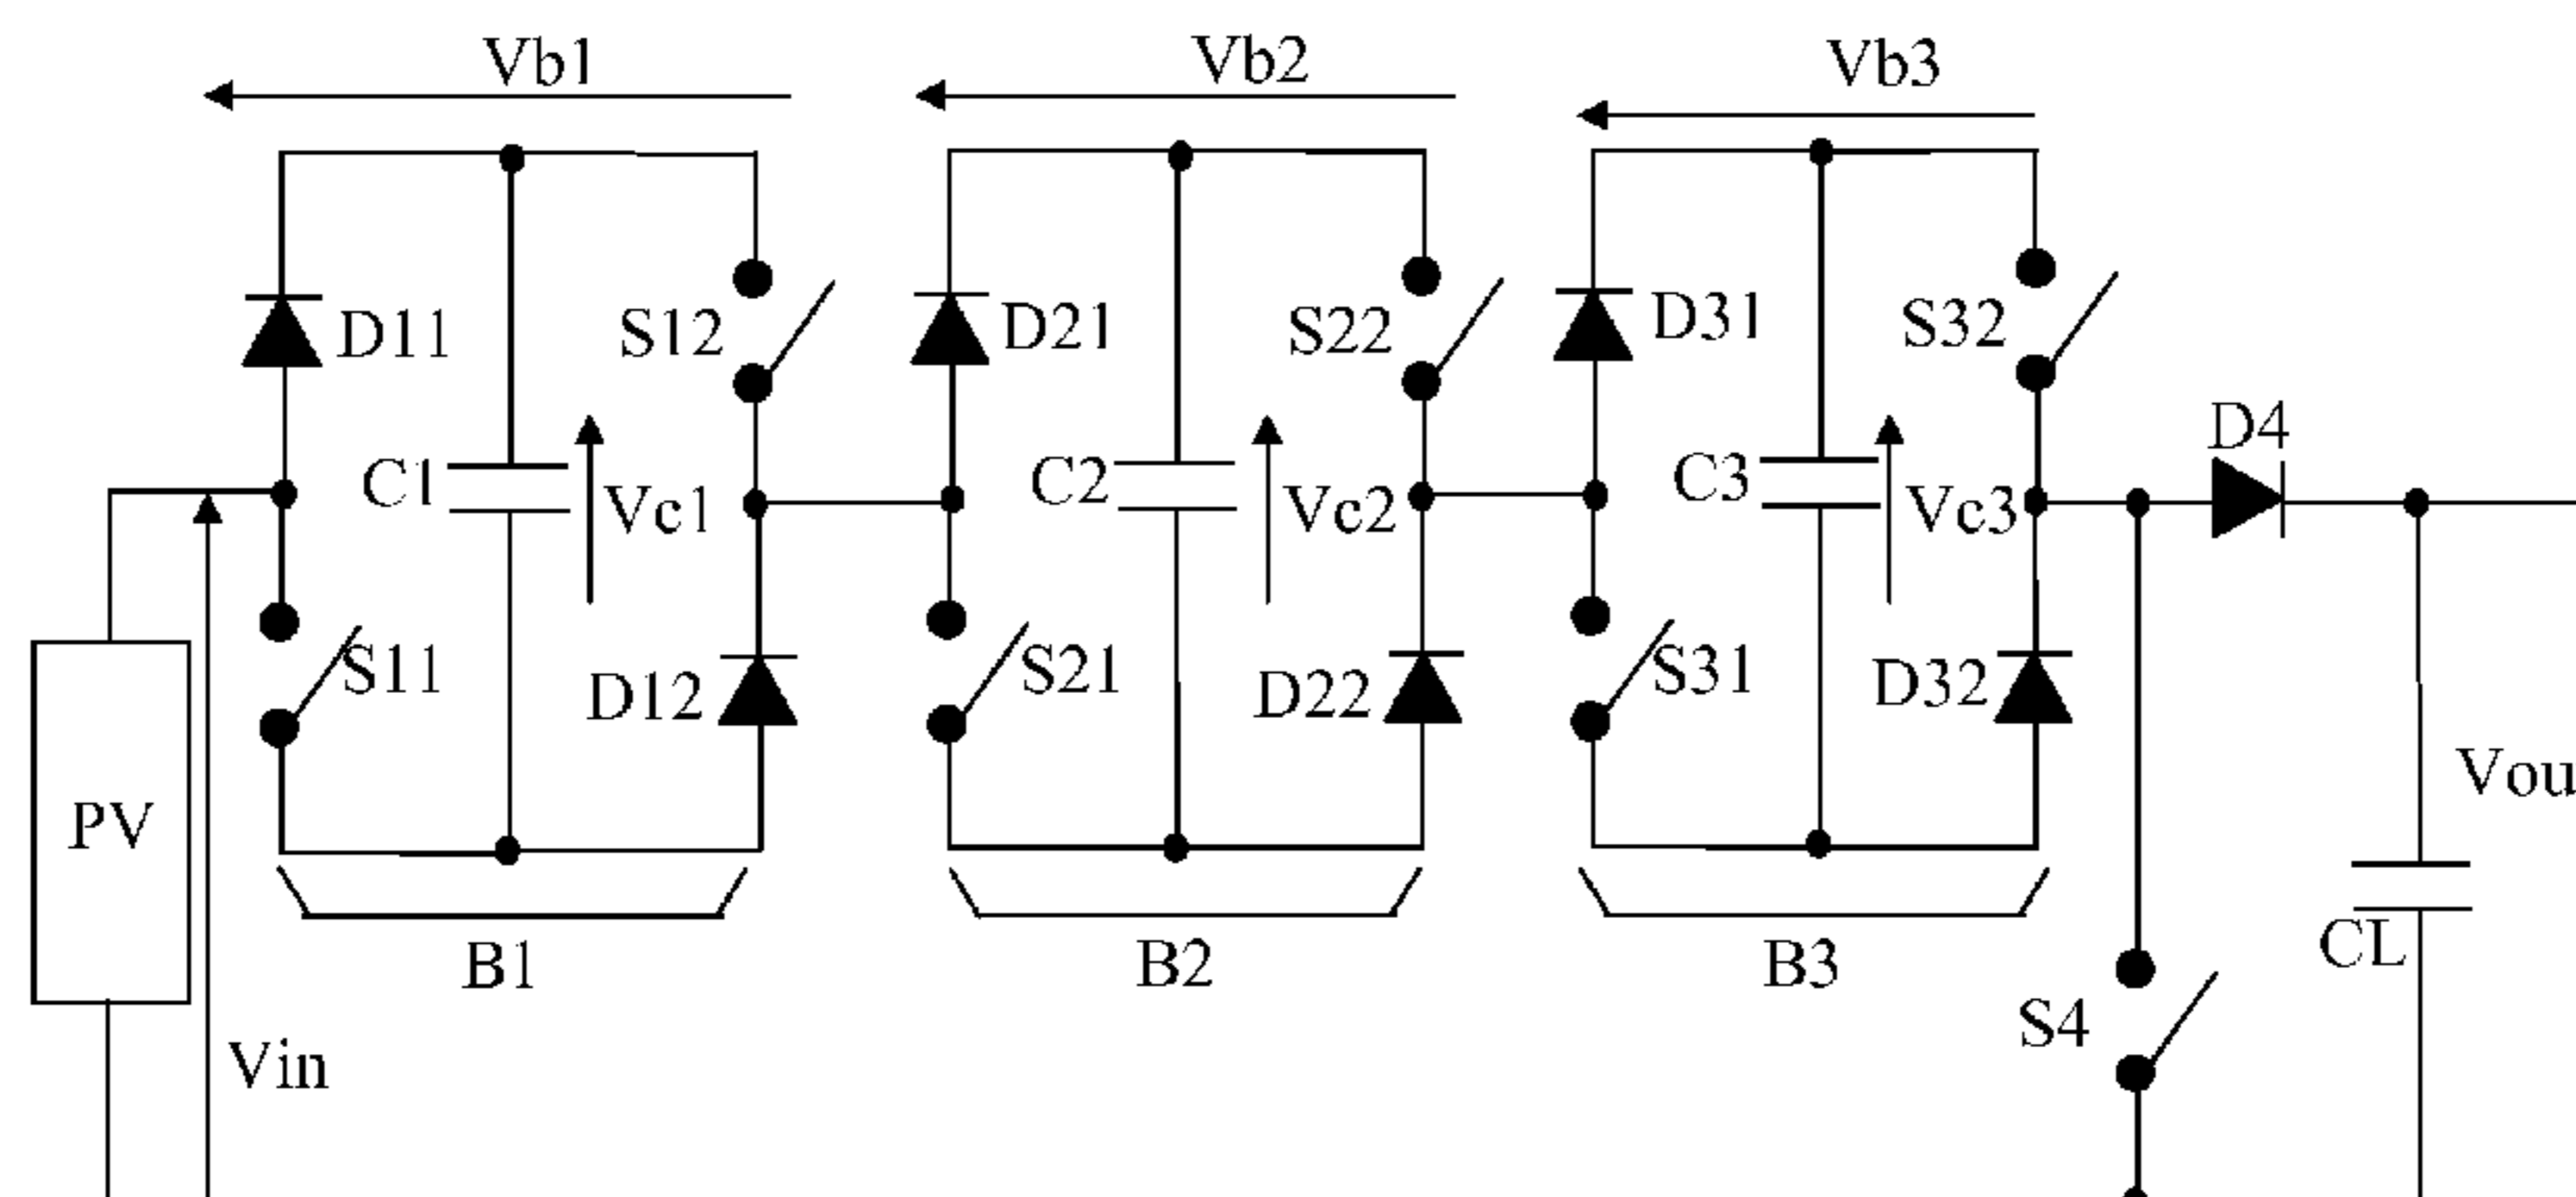 Vb1
Vb2
Vb3
D11
S12
D21
S22
D31
S32
D4
C1
Vc1
C2
Vc2
C3
Vc3
S11
D12
S21
D22
S31
D32
PV
Vou
B1
B2
B3
CL
S4
Vin